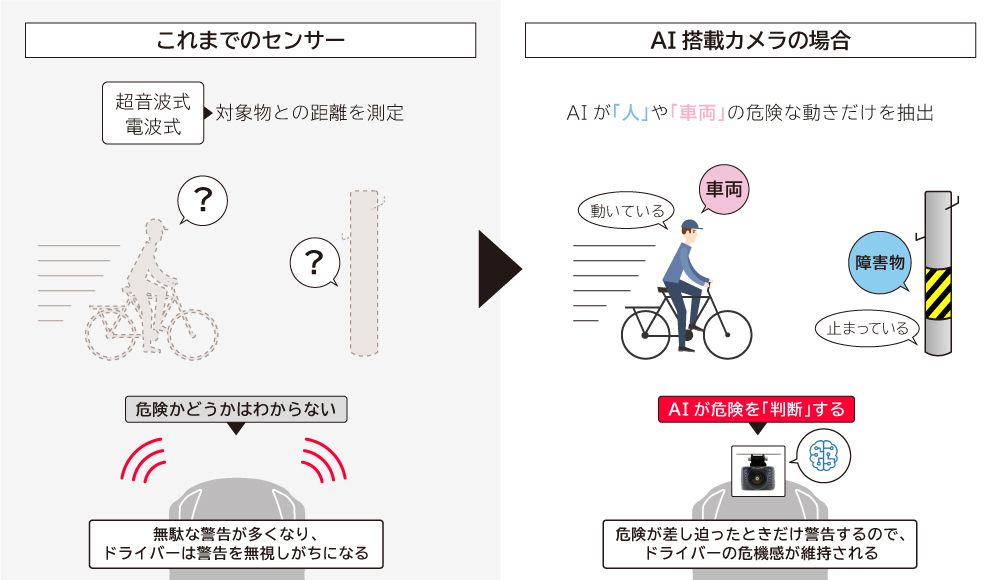 これまでのセンサー
超音波式
電波式
対象物との距離を測定
?
?
危険かどうかはわからない
無駄な警告が多くなり、
ドライバーは警告を無視しがちになる
AI搭載カメラの場合
AIが「人」や「車両」の危険な動きだけを抽出
車両
動いている
障害物
止まっている
AIが危険を「判断」する
危険が差し迫ったときだけ警告するので、
ドライバーの危機感が維持される